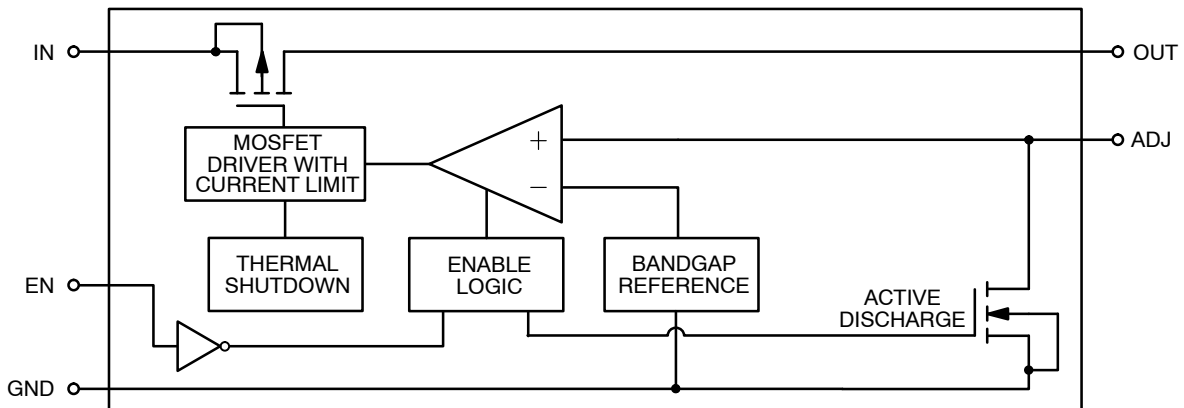 IN
OUT
MOSFET
DRIVER WITH
CURRENT LIMIT
+
−
ADJ
THERMAL
SHUTDOWN
ENABLE
LOGIC
BANDGAP
REFERENCE
EN
ACTIVE
DISCHARGE
GND